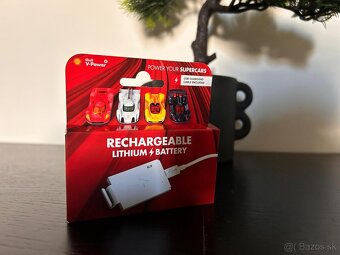 Shell
V-Power
POWER YOUR SUPERCARS
USB CHARGING
CABLE INCLUDED
RECHARGEABLE
LITHIUM BATTERY
© Bazos.sk